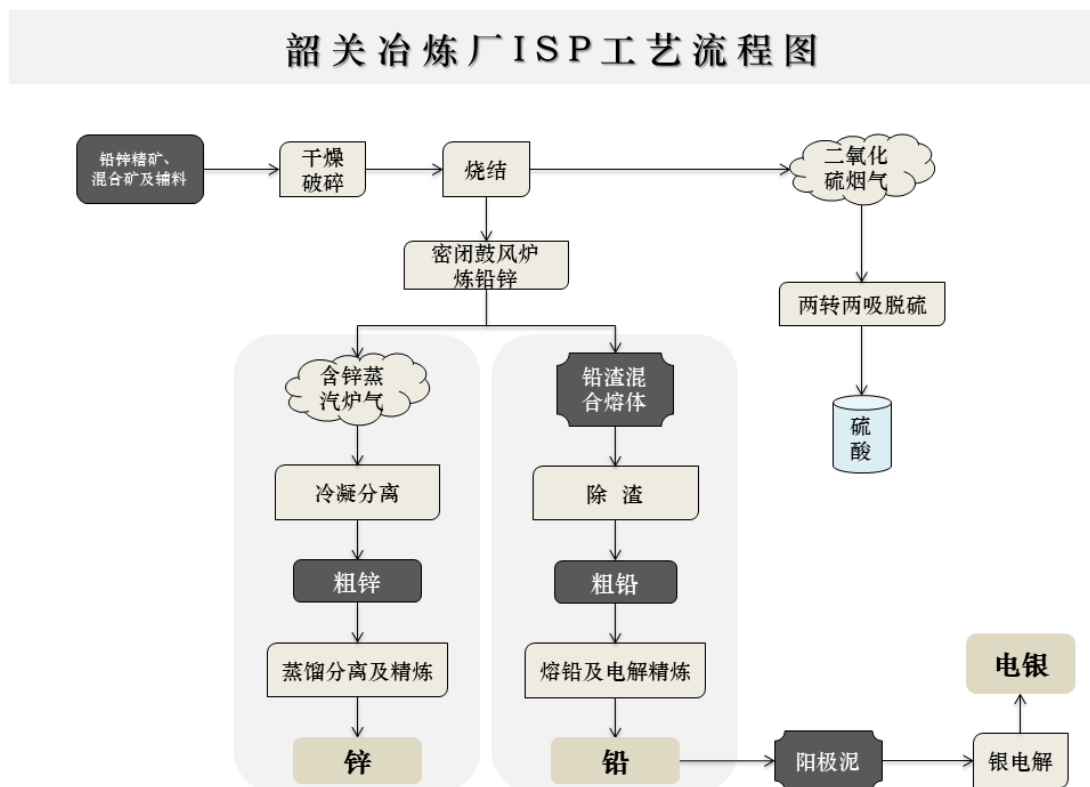 韶关冶炼厂ISP工艺流程图
铅锌精矿、
混合矿及辅料
干燥
破碎
烧结
二氧化
硫烟气
密闭鼓风炉
炼铅锌
两转两吸脱硫
硫
酸
含锌蒸
汽炉气
铅渣混
合熔体
冷凝分离
除 渣
粗锌
粗铅
蒸馏分离及精炼
熔铅及电解精炼
电银
锌
铅
阳极泥
银电解